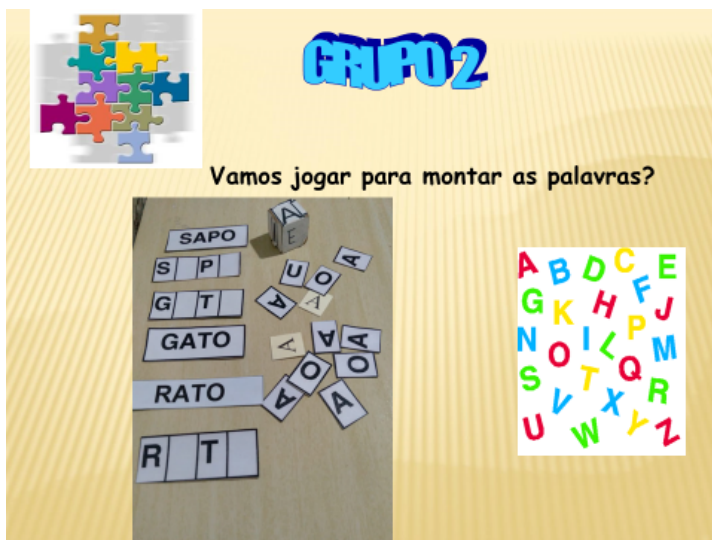 GRUPO 2
Vamos jogar para montar as palavras?
SAPO
S P
G T
GATO
RATO
R T
A
E
U
O
A
A
A
A
A
A
O
O
A
A
A B D C E
G K H F J
N O I L P M
S T Q R
U V W X Y Z